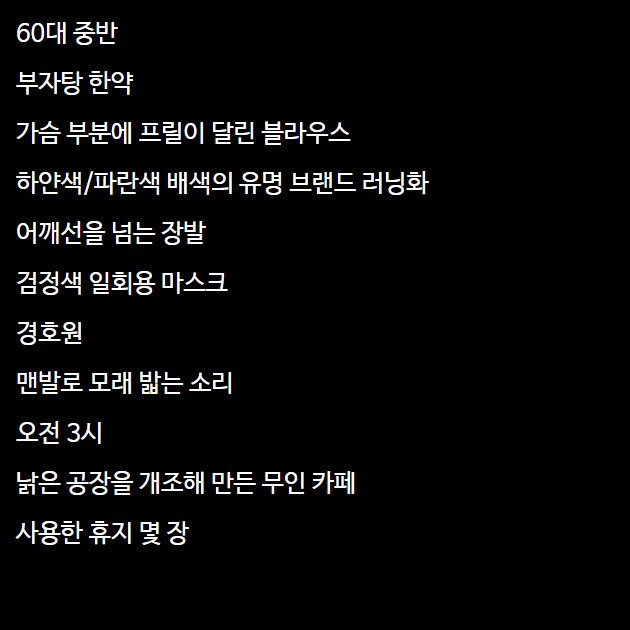 60대 중반
부자탕 한약
가슴 부분에 프릴이 달린 블라우스
하얀색/파란색 배색의 유명 브랜드 러닝화
어깨선을 넘는 장발
검정색 일회용 마스크
경호원
맨발로 모래 밟는 소리
오전 3시
낡은 공장을 개조해 만든 무인 카페
사용한 휴지 몇 장